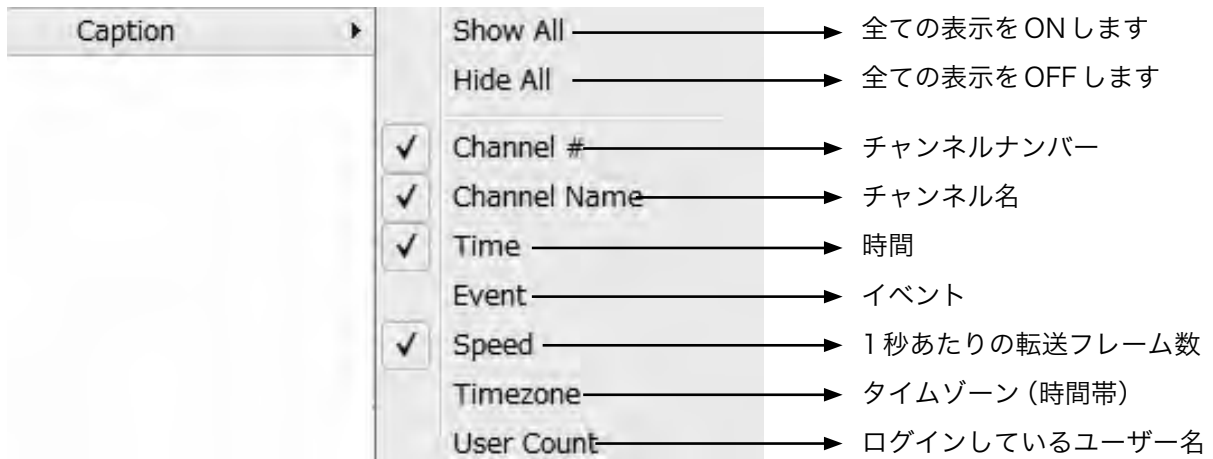 Caption
Show All 全ての表示をONします
Hide All 全ての表示をOFFします
Channel # チャンネルナンバー
Channel Name チャンネル名
Time 時間
Event イベント
Speed 1秒あたりの転送フレーム数
Timezone タイムゾーン（時間帯）
User Count ログインしているユーザー名